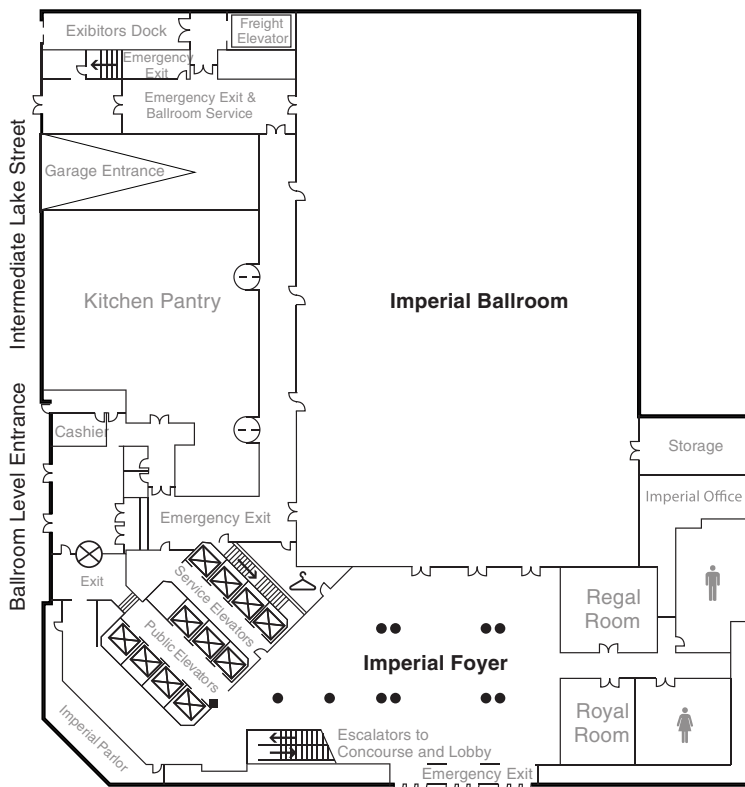 Exibitors Dock
Freight
Elevator
Emergency
Exit
Emergency Exit &
Ballroom Service
Intermediate Lake Street
Garage Entrance
Kitchen Pantry
Imperial Ballroom
Ballroom Level Entrance
Cashier
Storage
Imperial Office
Emergency Exit
Exit
Service Elevators
Public Elevators
Regal
Room
Imperial Foyer
Imperial Parlor
Escalators to
Concourse and Lobby
Royal
Room
Emergency Exit